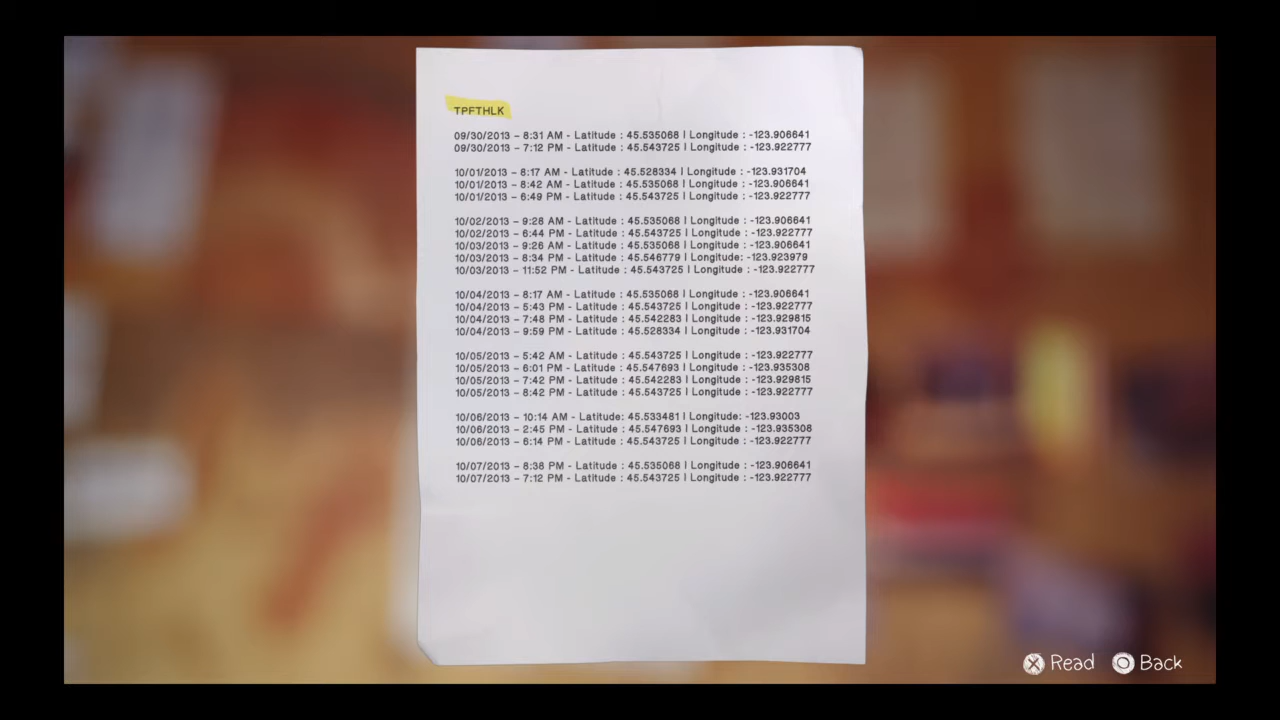 TPFTHLK
09/30/2013 – 8:31 AM - Latitude : 45.535068 | Longitude : -123.906641
09/30/2013 – 7:12 PM - Latitude : 45.543725 | Longitude : -123.922777
10/01/2013 – 8:17 AM - Latitude : 45.528334 | Longitude : -123.931704
10/01/2013 – 8:42 AM - Latitude : 45.535068 | Longitude : -123.906641
10/01/2013 – 6:49 PM - Latitude : 45.543725 | Longitude : -123.922777
10/02/2013 – 9:28 AM - Latitude : 45.535068 | Longitude : -123.906641
10/02/2013 – 6:44 PM - Latitude : 45.543725 | Longitude : -123.922777
10/03/2013 – 9:26 AM - Latitude : 45.535068 | Longitude : -123.906641
10/03/2013 – 8:34 PM - Latitude : 45.546779 | Longitude: -123.923979
10/03/2013 – 11:52 PM - Latitude : 45.543725 | Longitude : -123.922777
10/04/2013 – 8:17 AM - Latitude : 45.535068 | Longitude : -123.906641
10/04/2013 – 5:43 PM - Latitude : 45.543725 | Longitude : -123.922777
10/04/2013 – 7:48 PM - Latitude : 45.542283 | Longitude : -123.929815
10/04/2013 – 9:59 PM - Latitude : 45.528334 | Longitude : -123.931704
10/05/2013 – 5:42 AM - Latitude : 45.543725 | Longitude : -123.922777
10/05/2013 – 6:01 PM - Latitude : 45.547693 | Longitude : -123.935308
10/05/2013 – 7:42 PM - Latitude : 45.542283 | Longitude : -123.929815
10/05/2013 – 8:42 PM - Latitude : 45.543725 | Longitude : -123.922777
10/06/2013 – 10:14 AM - Latitude: 45.533481 | Longitude: -123.93003
10/06/2013 – 2:45 PM - Latitude : 45.547693 | Longitude : -123.935308
10/06/2013 – 6:14 PM - Latitude : 45.543725 | Longitude : -123.922777
10/07/2013 – 8:38 PM - Latitude : 45.535068 | Longitude : -123.906641
10/07/2013 – 7:12 PM - Latitude : 45.543725 | Longitude : -123.922777
Read Back